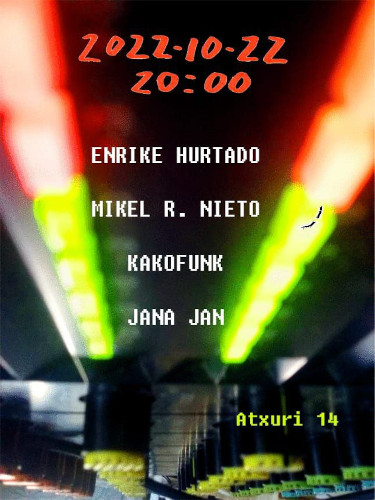 2022-10-22
20:00
ENRIKE HURTADO
MIKEL R. NIETO
KAKOFUNK
JANA JAN
Atxuri 14